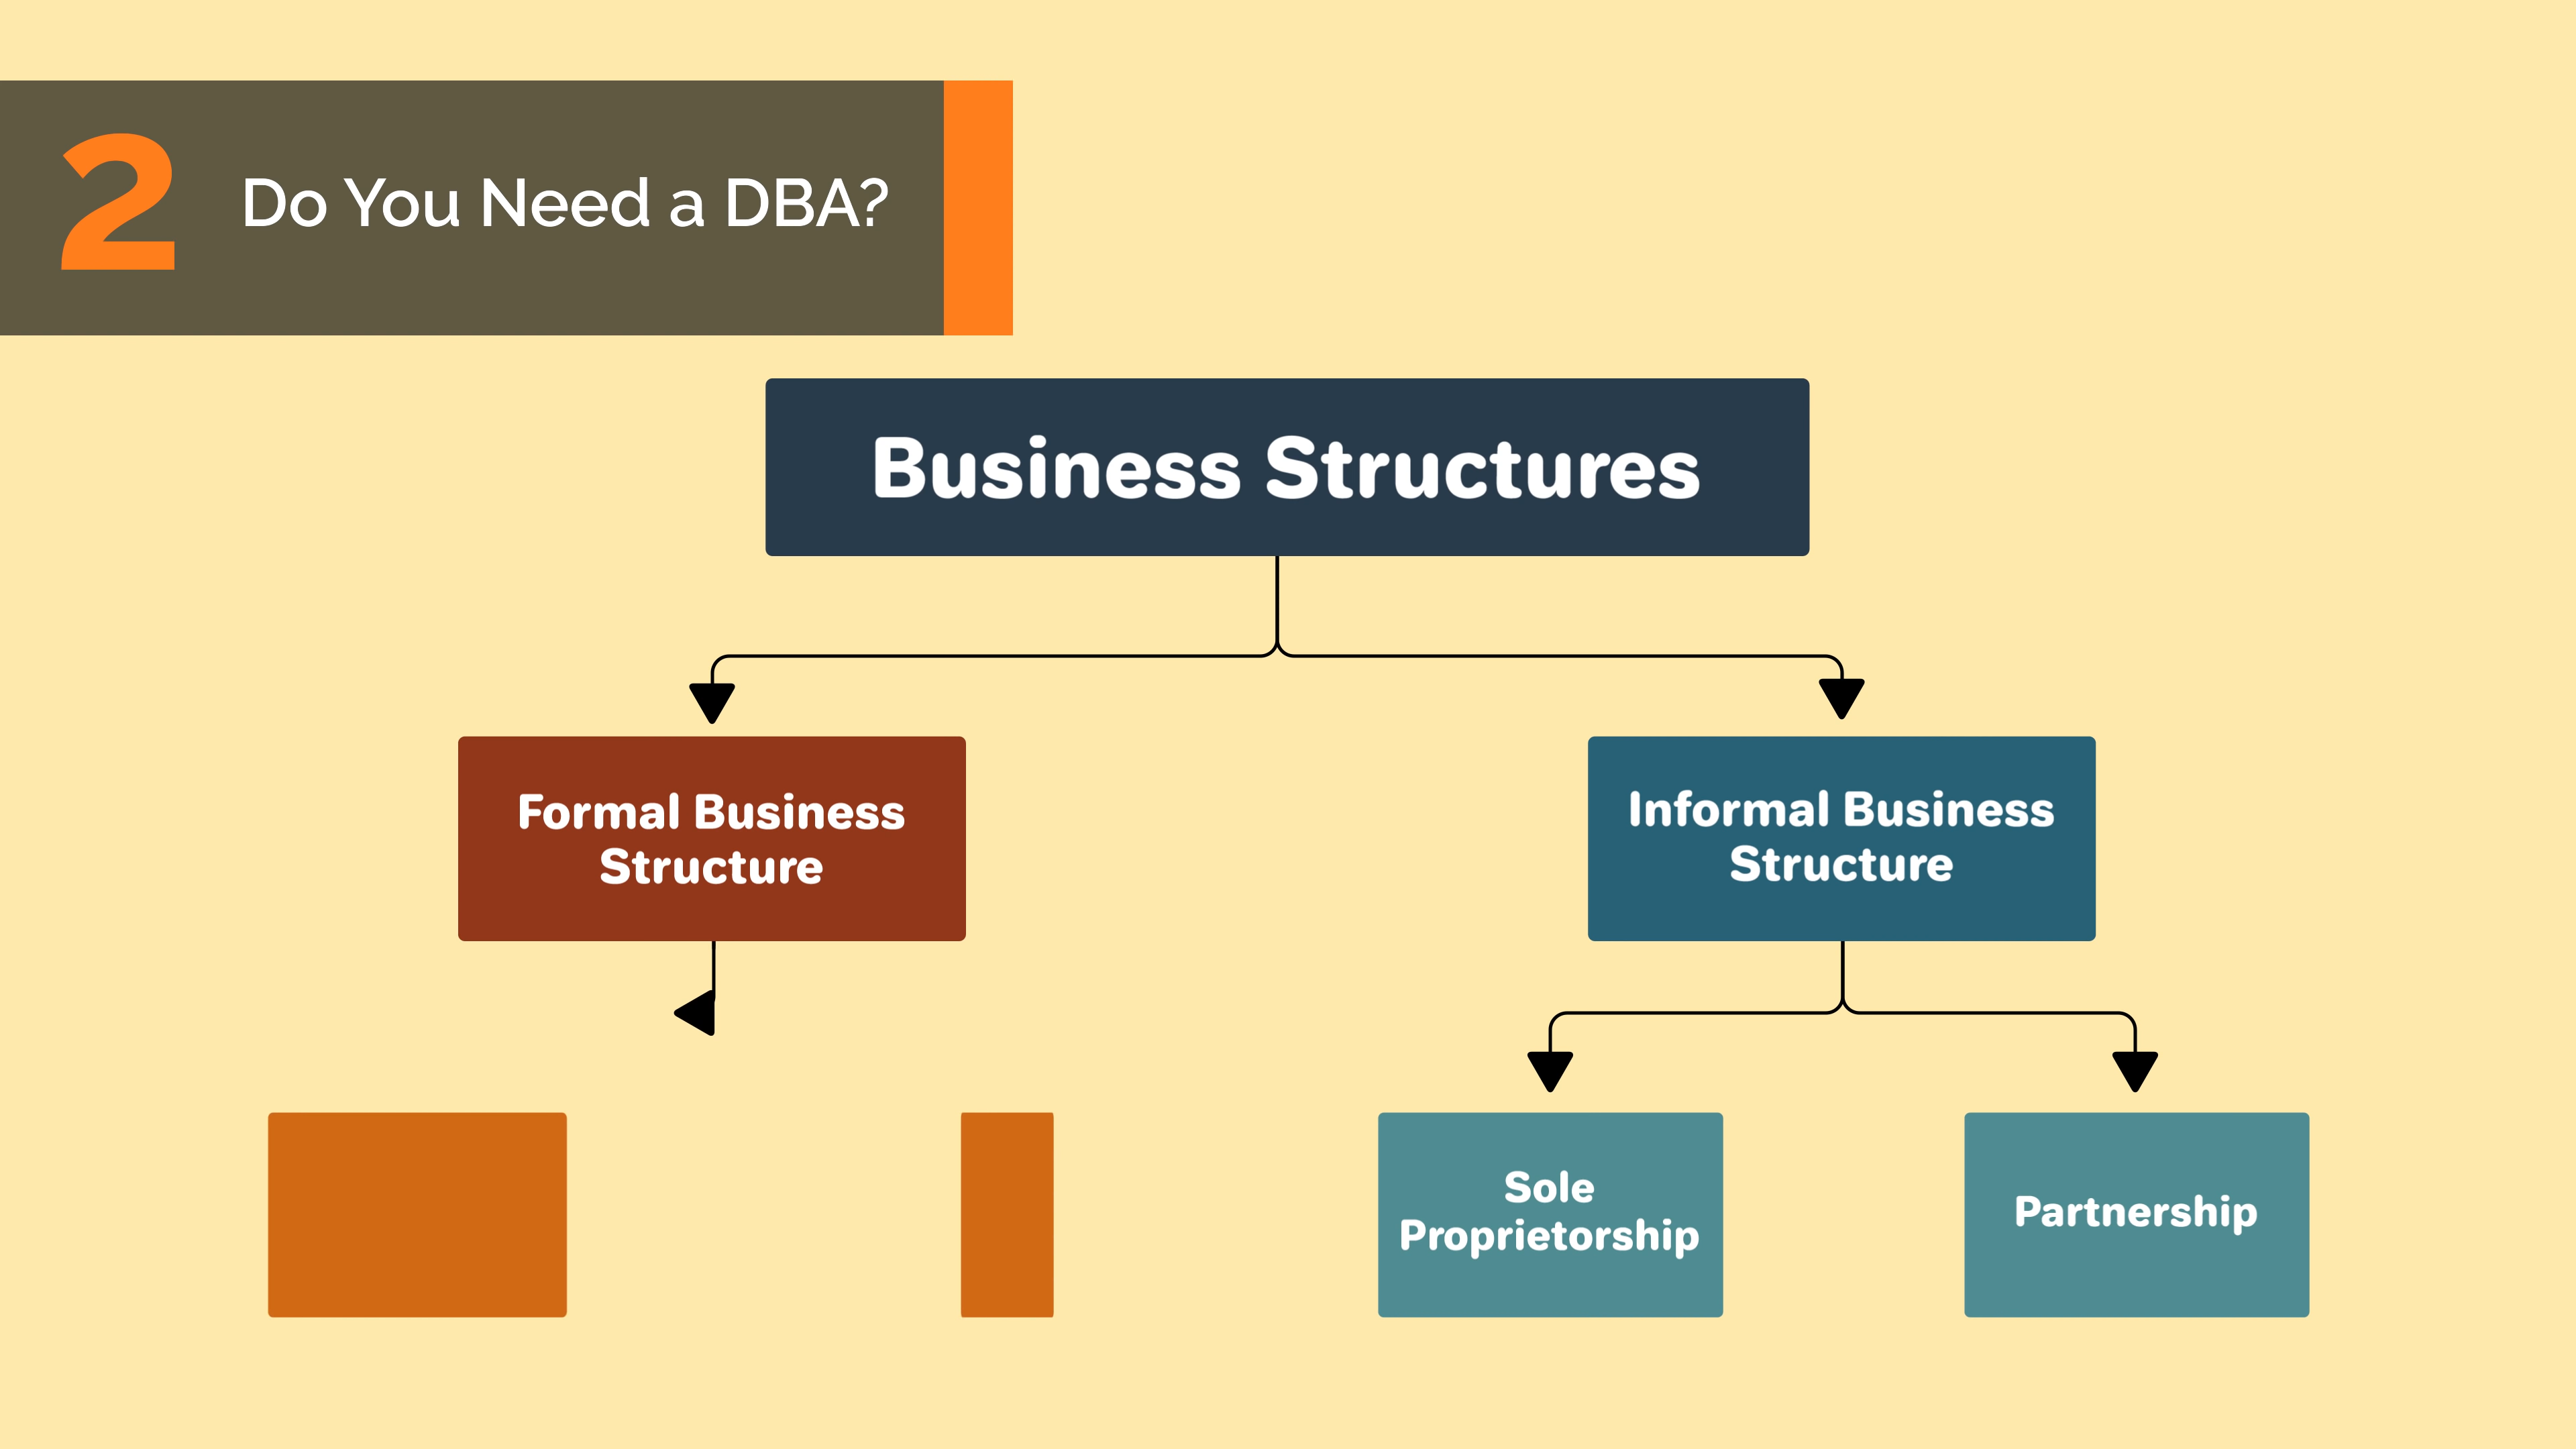 2 Do You Need a DBA?
Business Structures
Formal Business
Structure
Informal Business
Structure
Sole
Proprietorship
Partnership